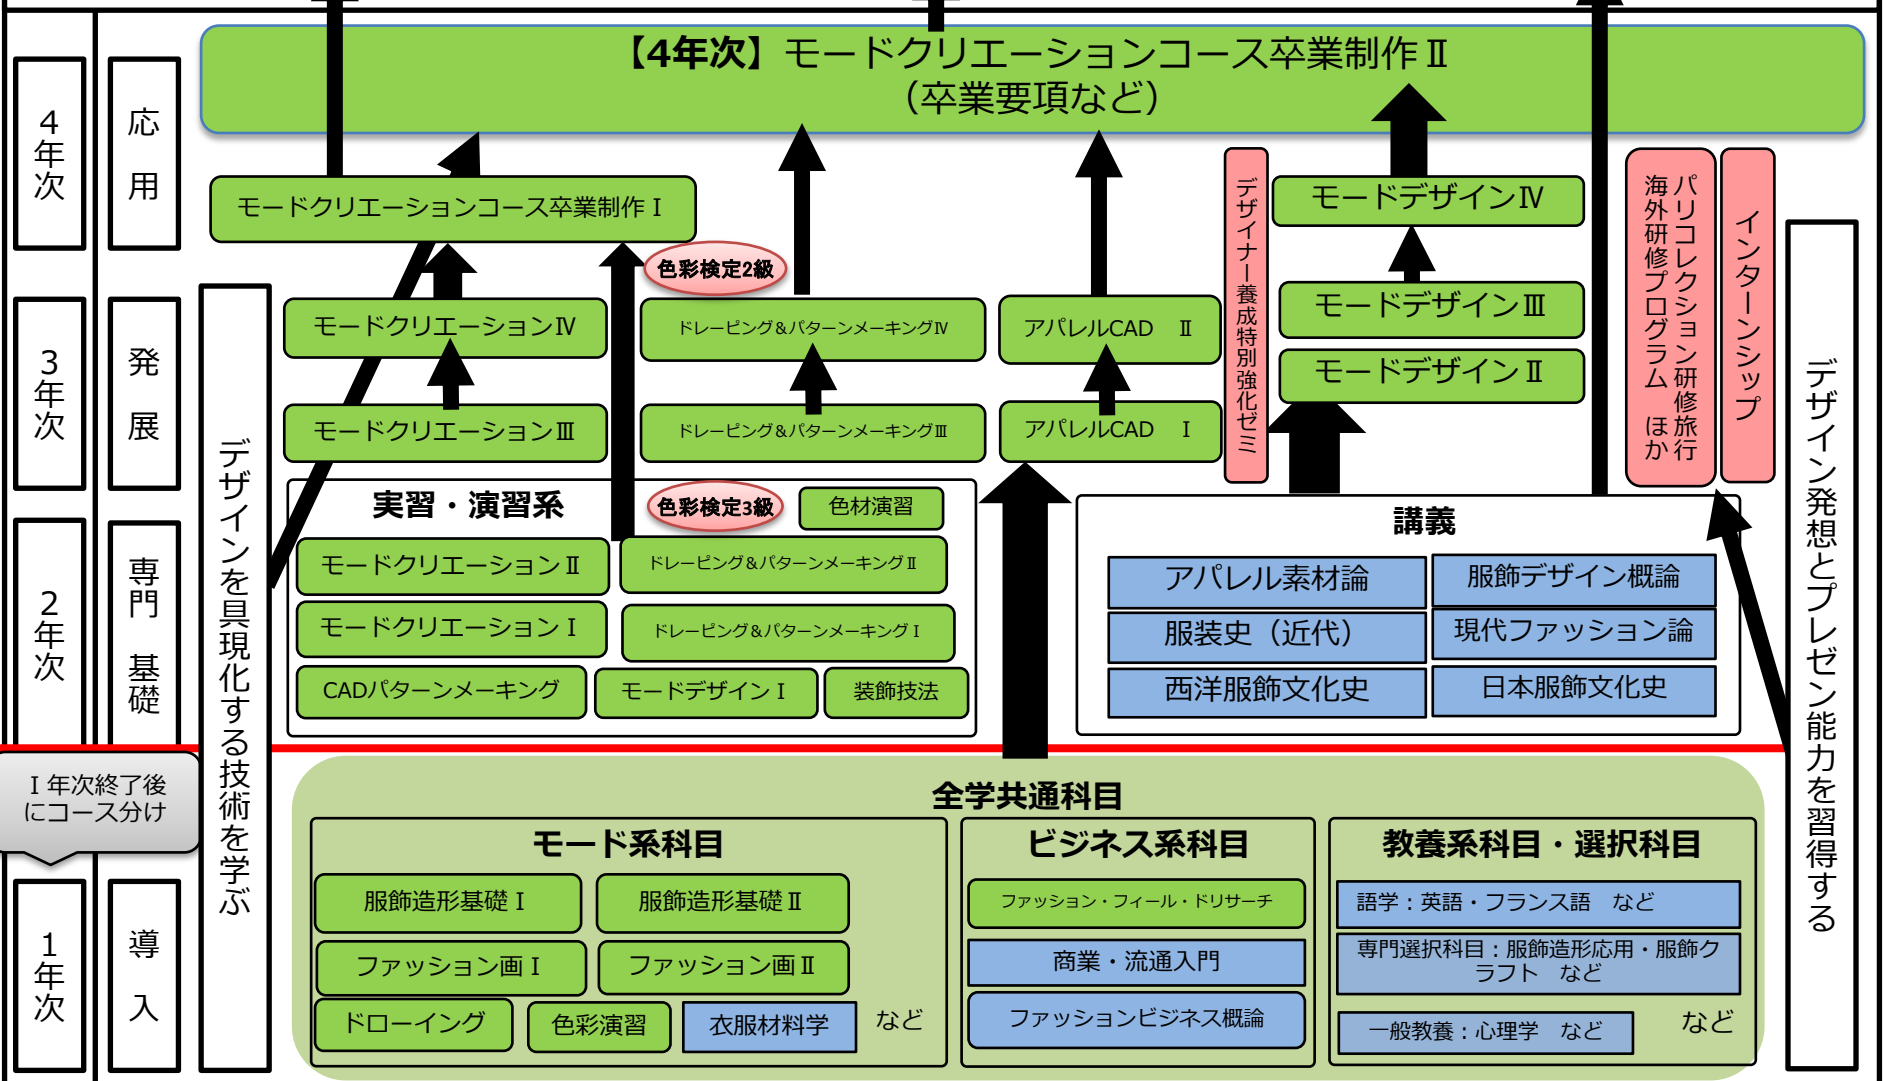 【4年次】モードクリエーションコース卒業制作Ⅱ
（卒業要項など）
４年次
応用
モードクリエーションコース卒業制作Ⅰ
色彩検定2級
デザイナー養成特別強化ゼミ
モードデザインⅣ
パリコレクション研修旅行
海外研修プログラム　ほか
インターンシップ
３年次
発展
モードクリエーションⅣ
ドレーピング&パターンメーキングⅣ
アパレルCAD　Ⅱ
モードデザインⅢ
モードデザインⅡ
モードクリエーションⅢ
ドレーピング&パターンメーキングⅢ
アパレルCAD　Ⅰ
デザインを具現化する技術を学ぶ
デザイン発想とプレゼン能力を習得する
２年次
専門基礎
実習・演習系
色彩検定3級
色材演習
モードクリエーションⅡ
ドレーピング&パターンメーキングⅡ
モードクリエーションⅠ
ドレーピング&パターンメーキングⅠ
CADパターンメーキング
モードデザインⅠ
装飾技法
講義
アパレル素材論
服飾デザイン概論
服装史（近代）
現代ファッション論
西洋服飾文化史
日本服飾文化史
Ⅰ年次終了後
にコース分け
１年次
導入
全学共通科目
モード系科目
服飾造形基礎Ⅰ
服飾造形基礎Ⅱ
ファッション画Ⅰ
ファッション画Ⅱ
ドローイング
色彩演習
衣服材料学
など
ビジネス系科目
ファッション・フィール・ドリサーチ
商業・流通入門
ファッションビジネス概論
教養系科目・選択科目
語学：英語・フランス語　など
専門選択科目：服飾造形応用・服飾ク
ラフト　など
一般教養：心理学　など
など